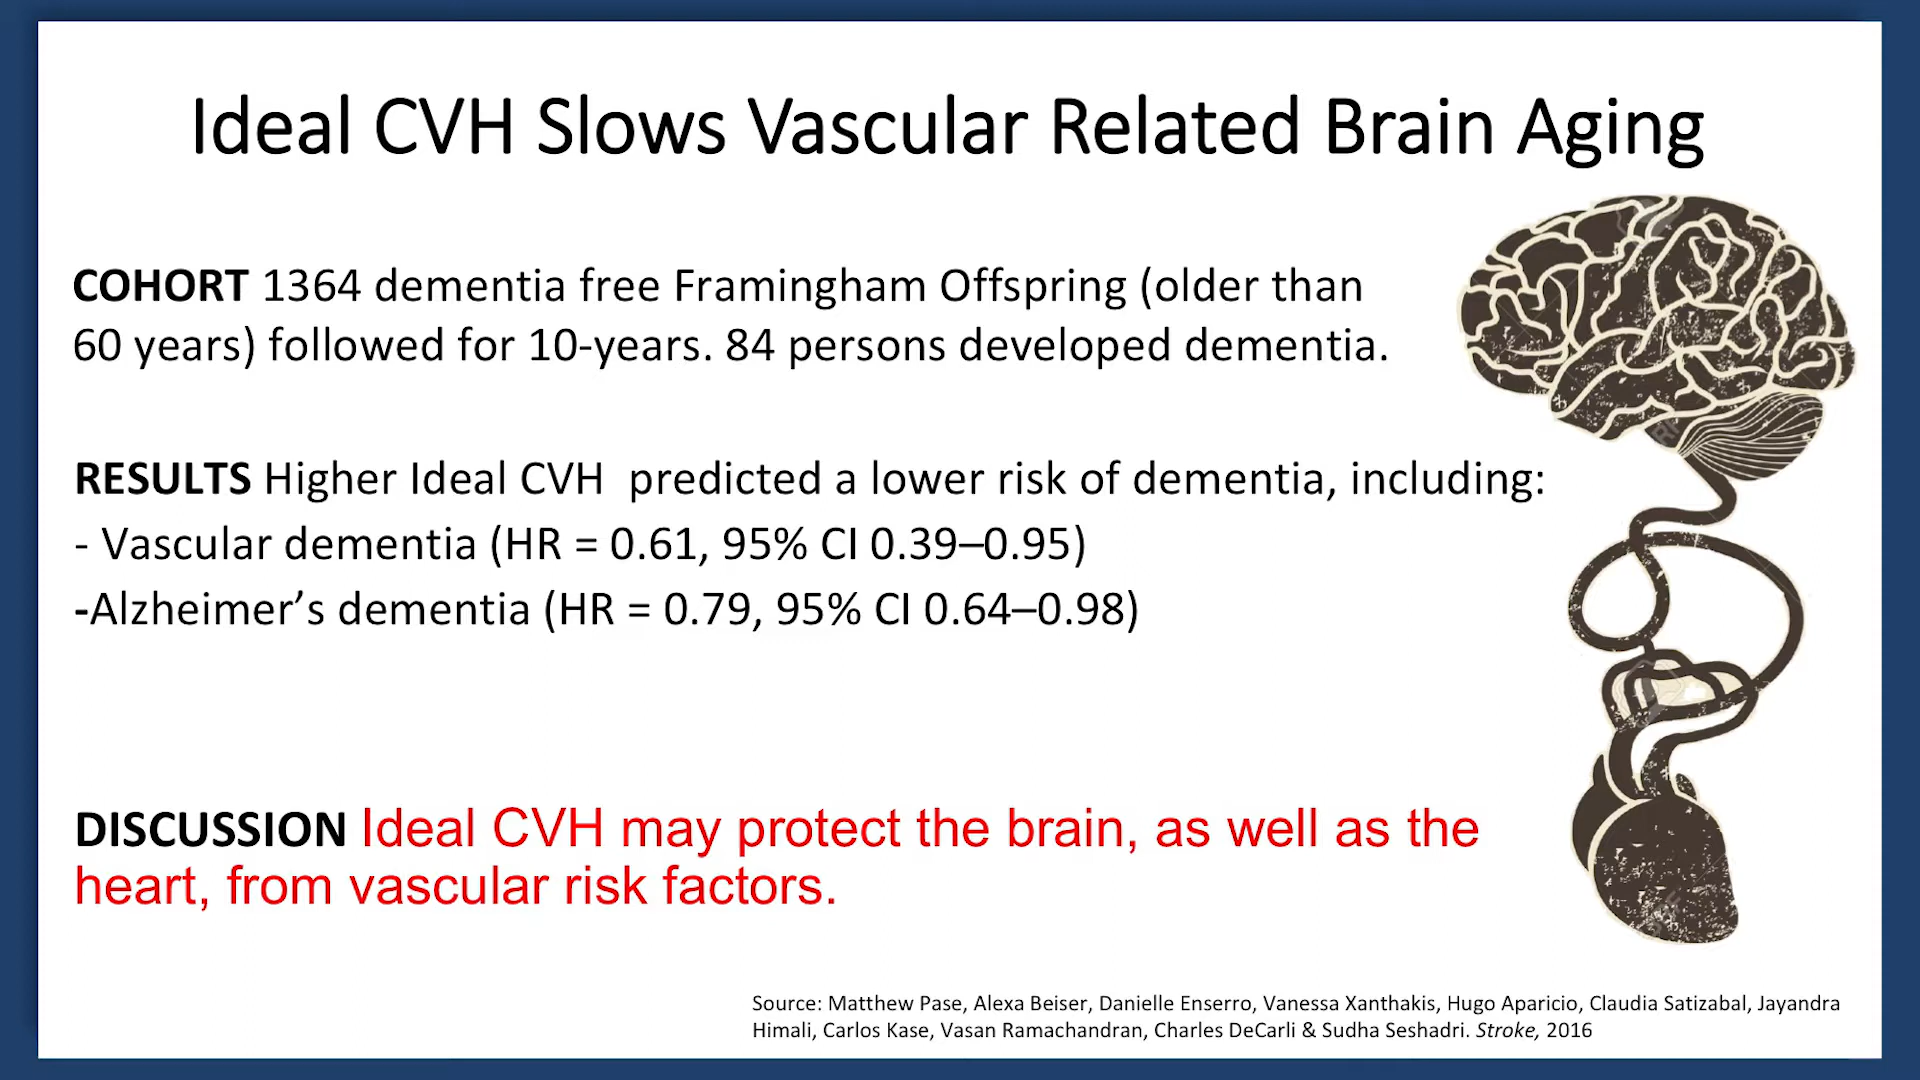 Ideal CVH Slows Vascular Related Brain Aging
COHORT 1364 dementia free Framingham Offspring (older than
60 years) followed for 10-years. 84 persons developed dementia.
RESULTS Higher Ideal CVH  predicted a lower risk of dementia, including:
- Vascular dementia (HR = 0.61, 95% CI 0.39–0.95)
-Alzheimer’s dementia (HR = 0.79, 95% CI 0.64–0.98)
DISCUSSION Ideal CVH may protect the brain, as well as the
heart, from vascular risk factors.
Source: Matthew Pase, Alexa Beiser, Danielle Enserro, Vanessa Xanthakis, Hugo Aparicio, Claudia Satizabal, Jayandra
Himali, Carlos Kase, Vasan Ramachandran, Charles DeCarli & Sudha Seshadri. Stroke, 2016